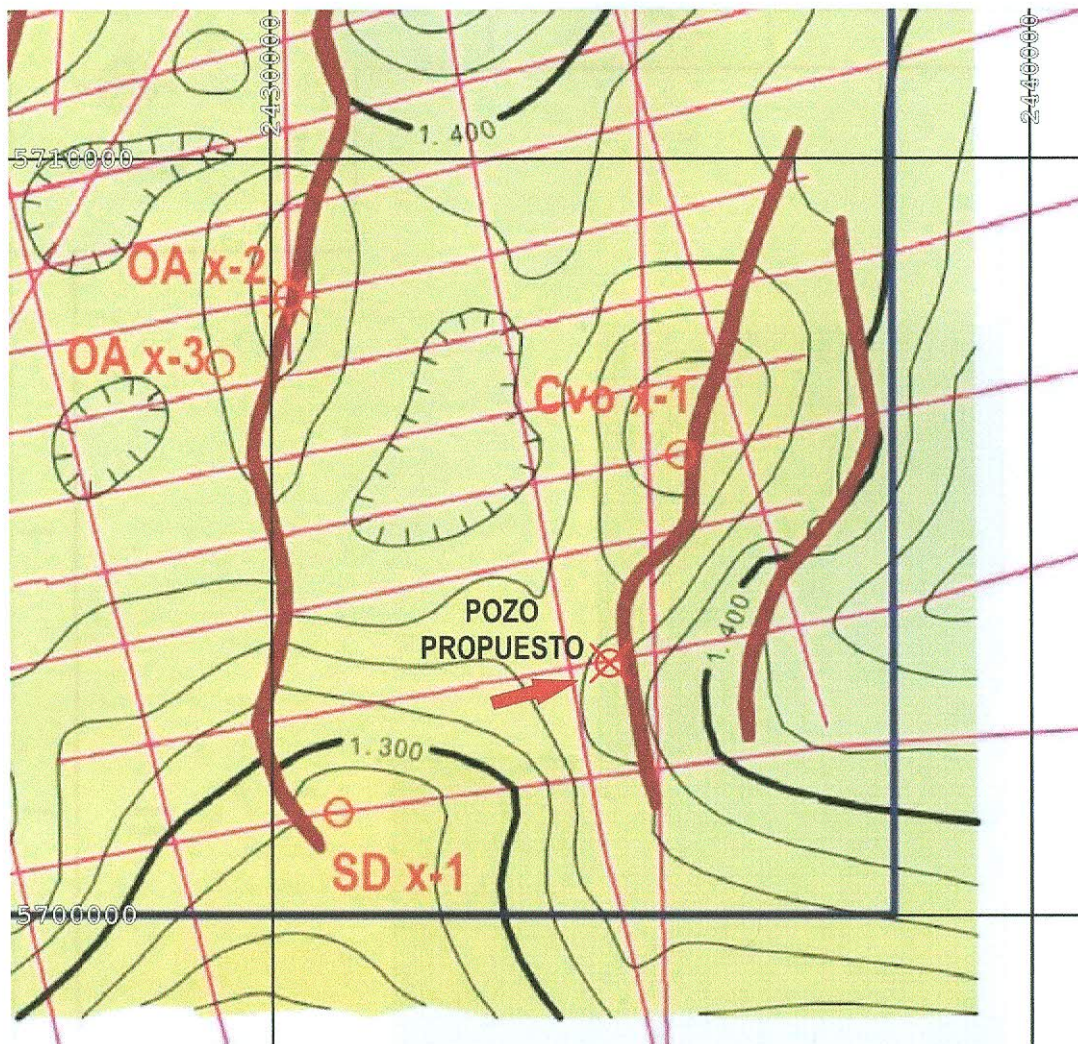 2430000
2440000
1.400
5710000
OA x-2
OA x-3
Cvo x-1
POZO
PROPUESTO
1.400
1.300
SD x-1
5700000